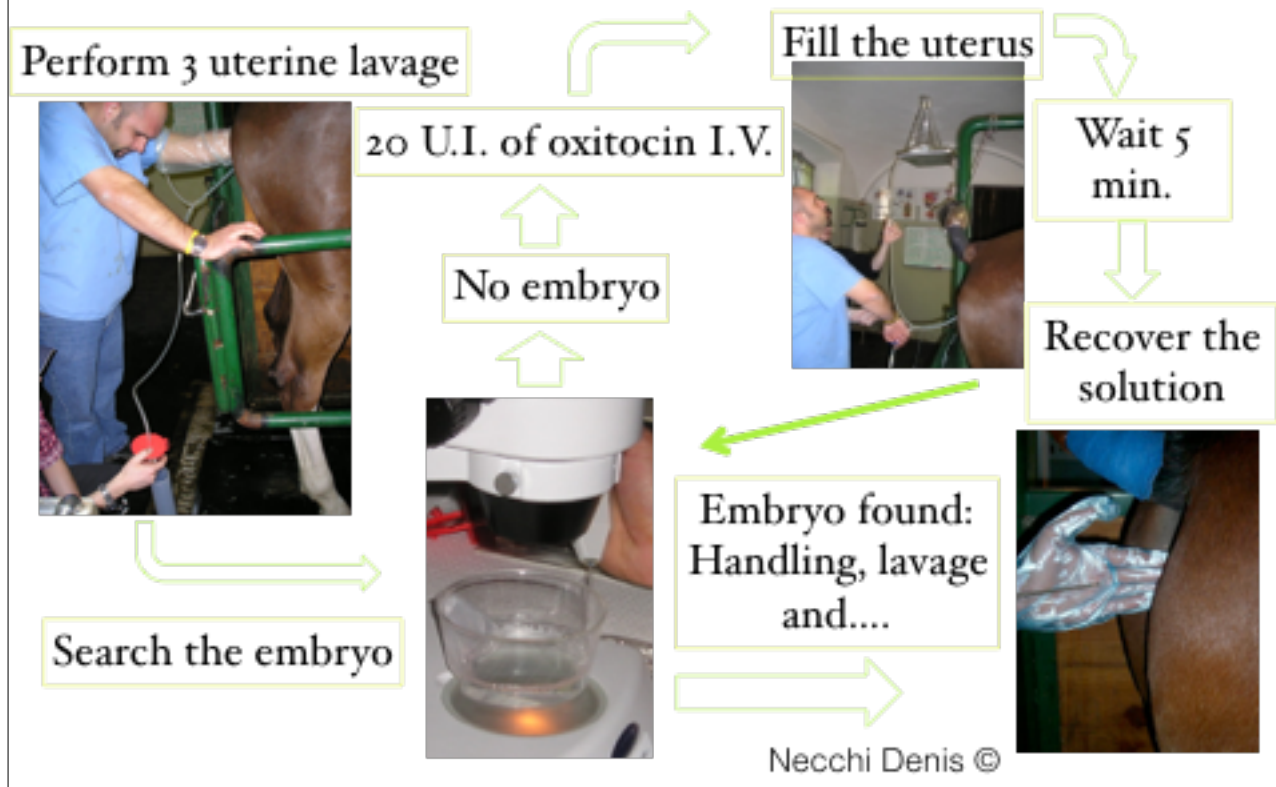 Perform 3 uterine lavage
Search the embryo
No embryo
20 U.I. of oxitocin I.V.
Fill the uterus
Wait 5
min.
Recover the
solution
Embryo found:
Handling, lavage
and....
Necchi Denis ©